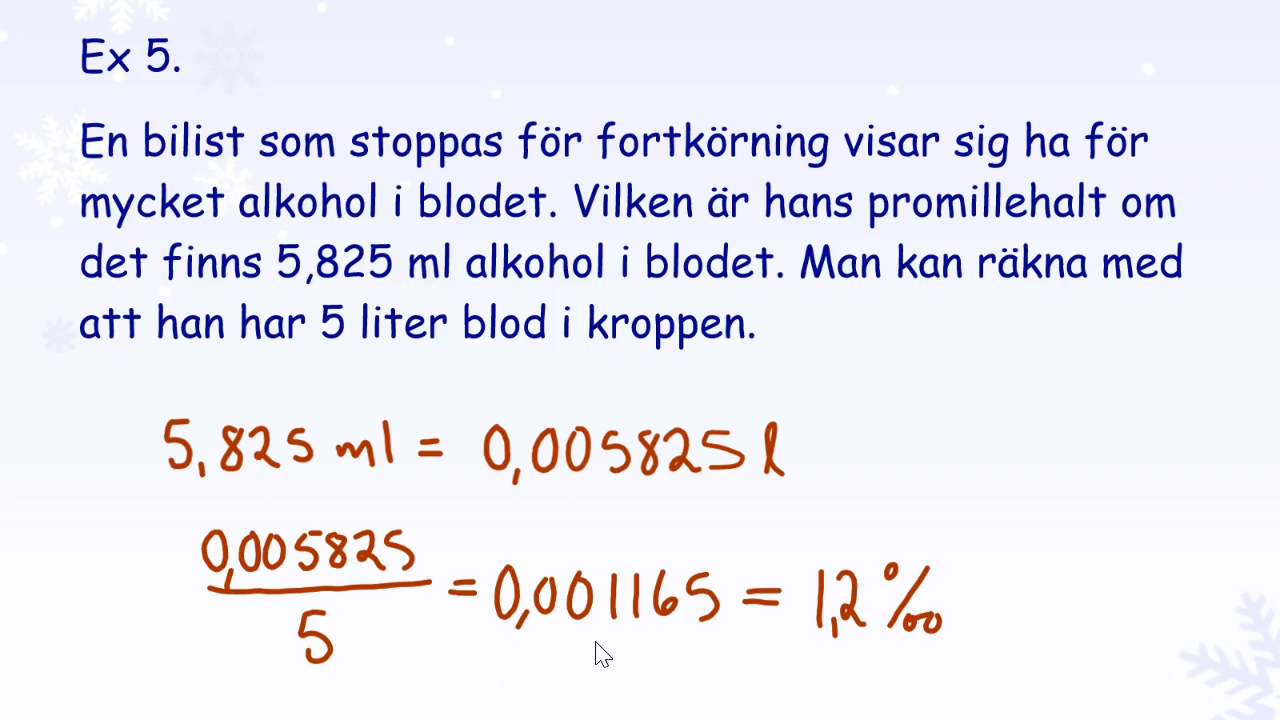 Ex 5.
En bilist som stoppas för fortkörning visar sig ha för
mycket alkohol i blodet. Vilken är hans promillehalt om
det finns 5,825 ml alkohol i blodet. Man kan räkna med
att han har 5 liter blod i kroppen.
5,825 ml = 0,005825 l
0,005825
5
= 0,001165 = 1,2 ‰